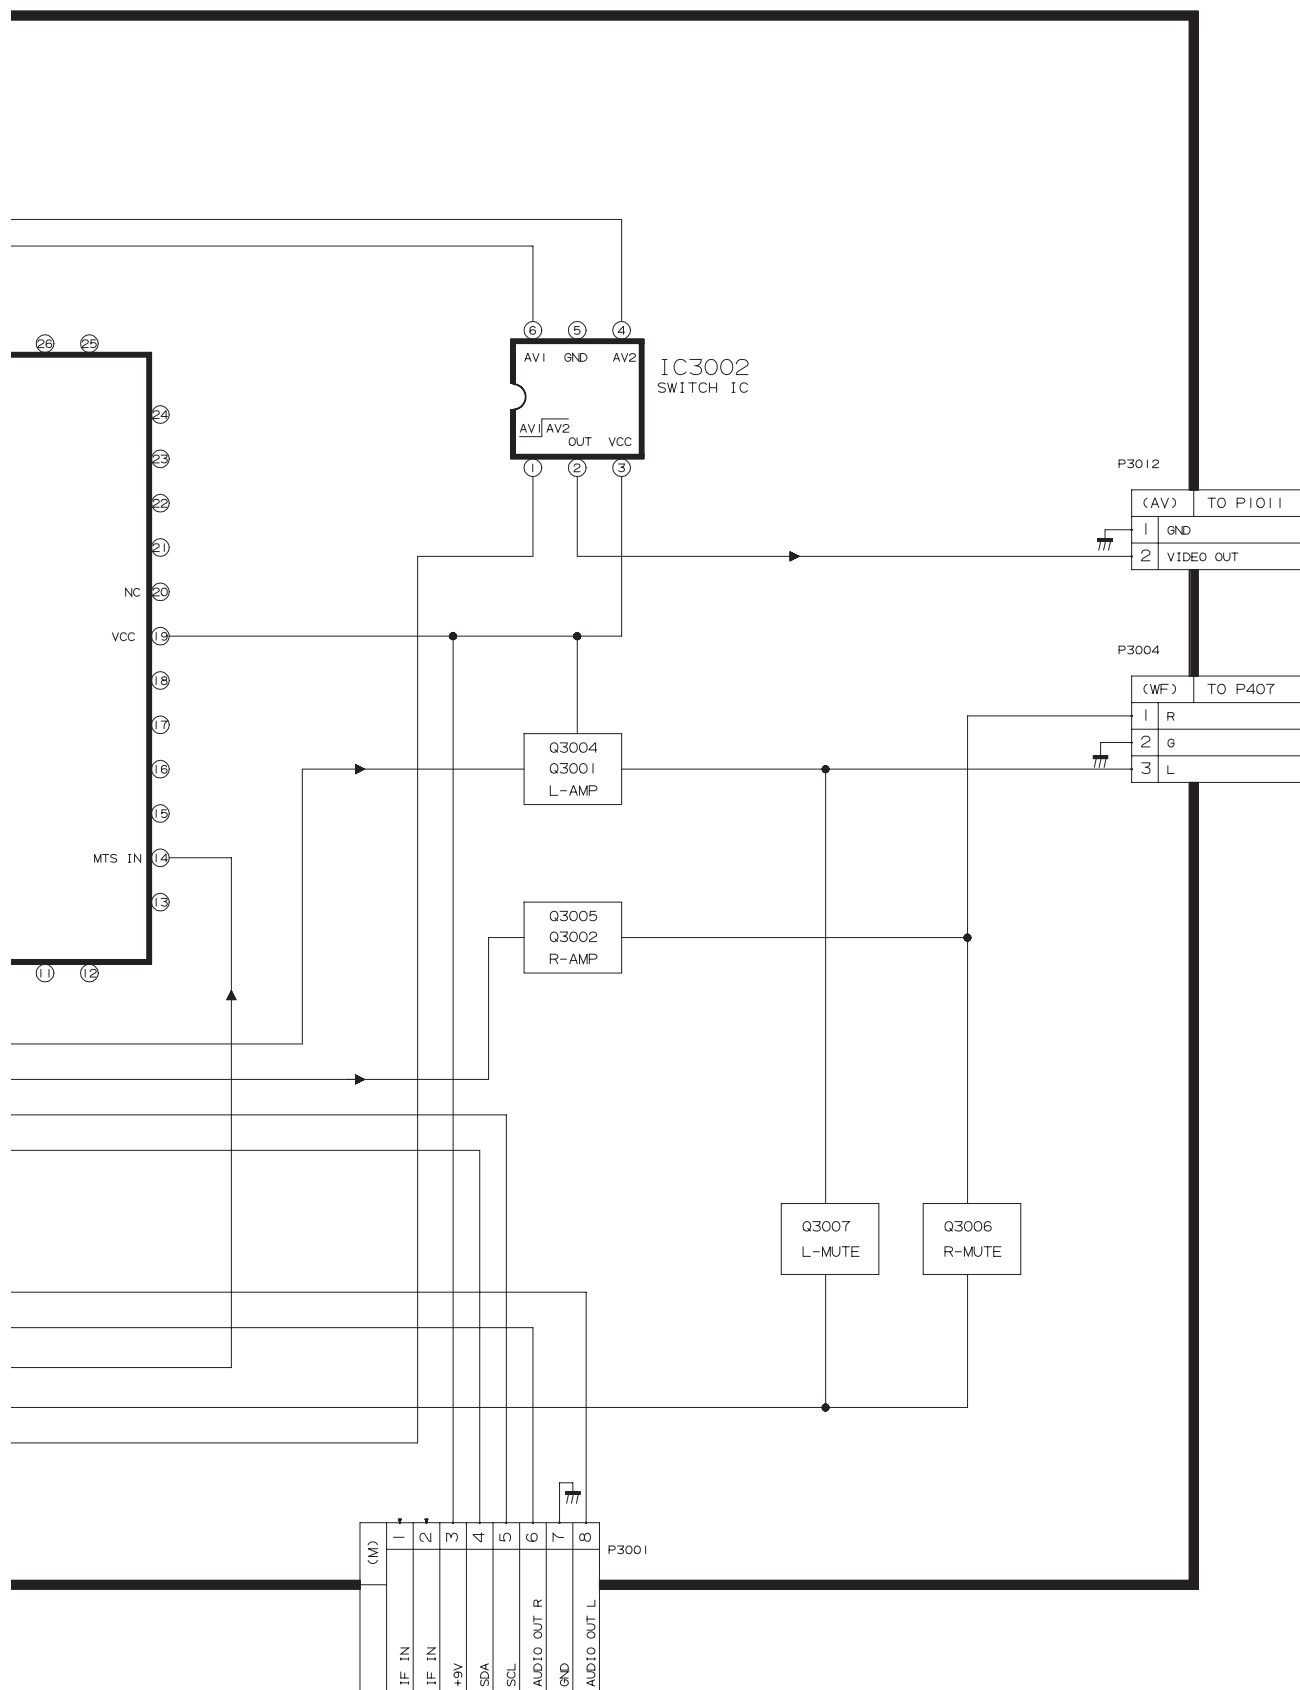 6 5 4
AV1 GND AV2
IC3002
SWITCH IC
AV1 AV2
OUT VCC
1 2 3
26 25
24
23
22
21
NC 20
VCC 19
18
17
16
15
MTS IN 14
13
11 12
P3012
(AV) TO P1011
1 GND
2 VIDEO OUT
P3004
(WF) TO P407
1 R
2 G
3 L
Q3004
Q3001
L-AMP
Q3005
Q3002
R-AMP
Q3007
L-MUTE
Q3006
R-MUTE
P3001
(M)
1 IF IN
2 IF IN
3 +9V
4 SDA
5 SCL
6 AUDIO OUT R
7 GND
8 AUDIO OUT L